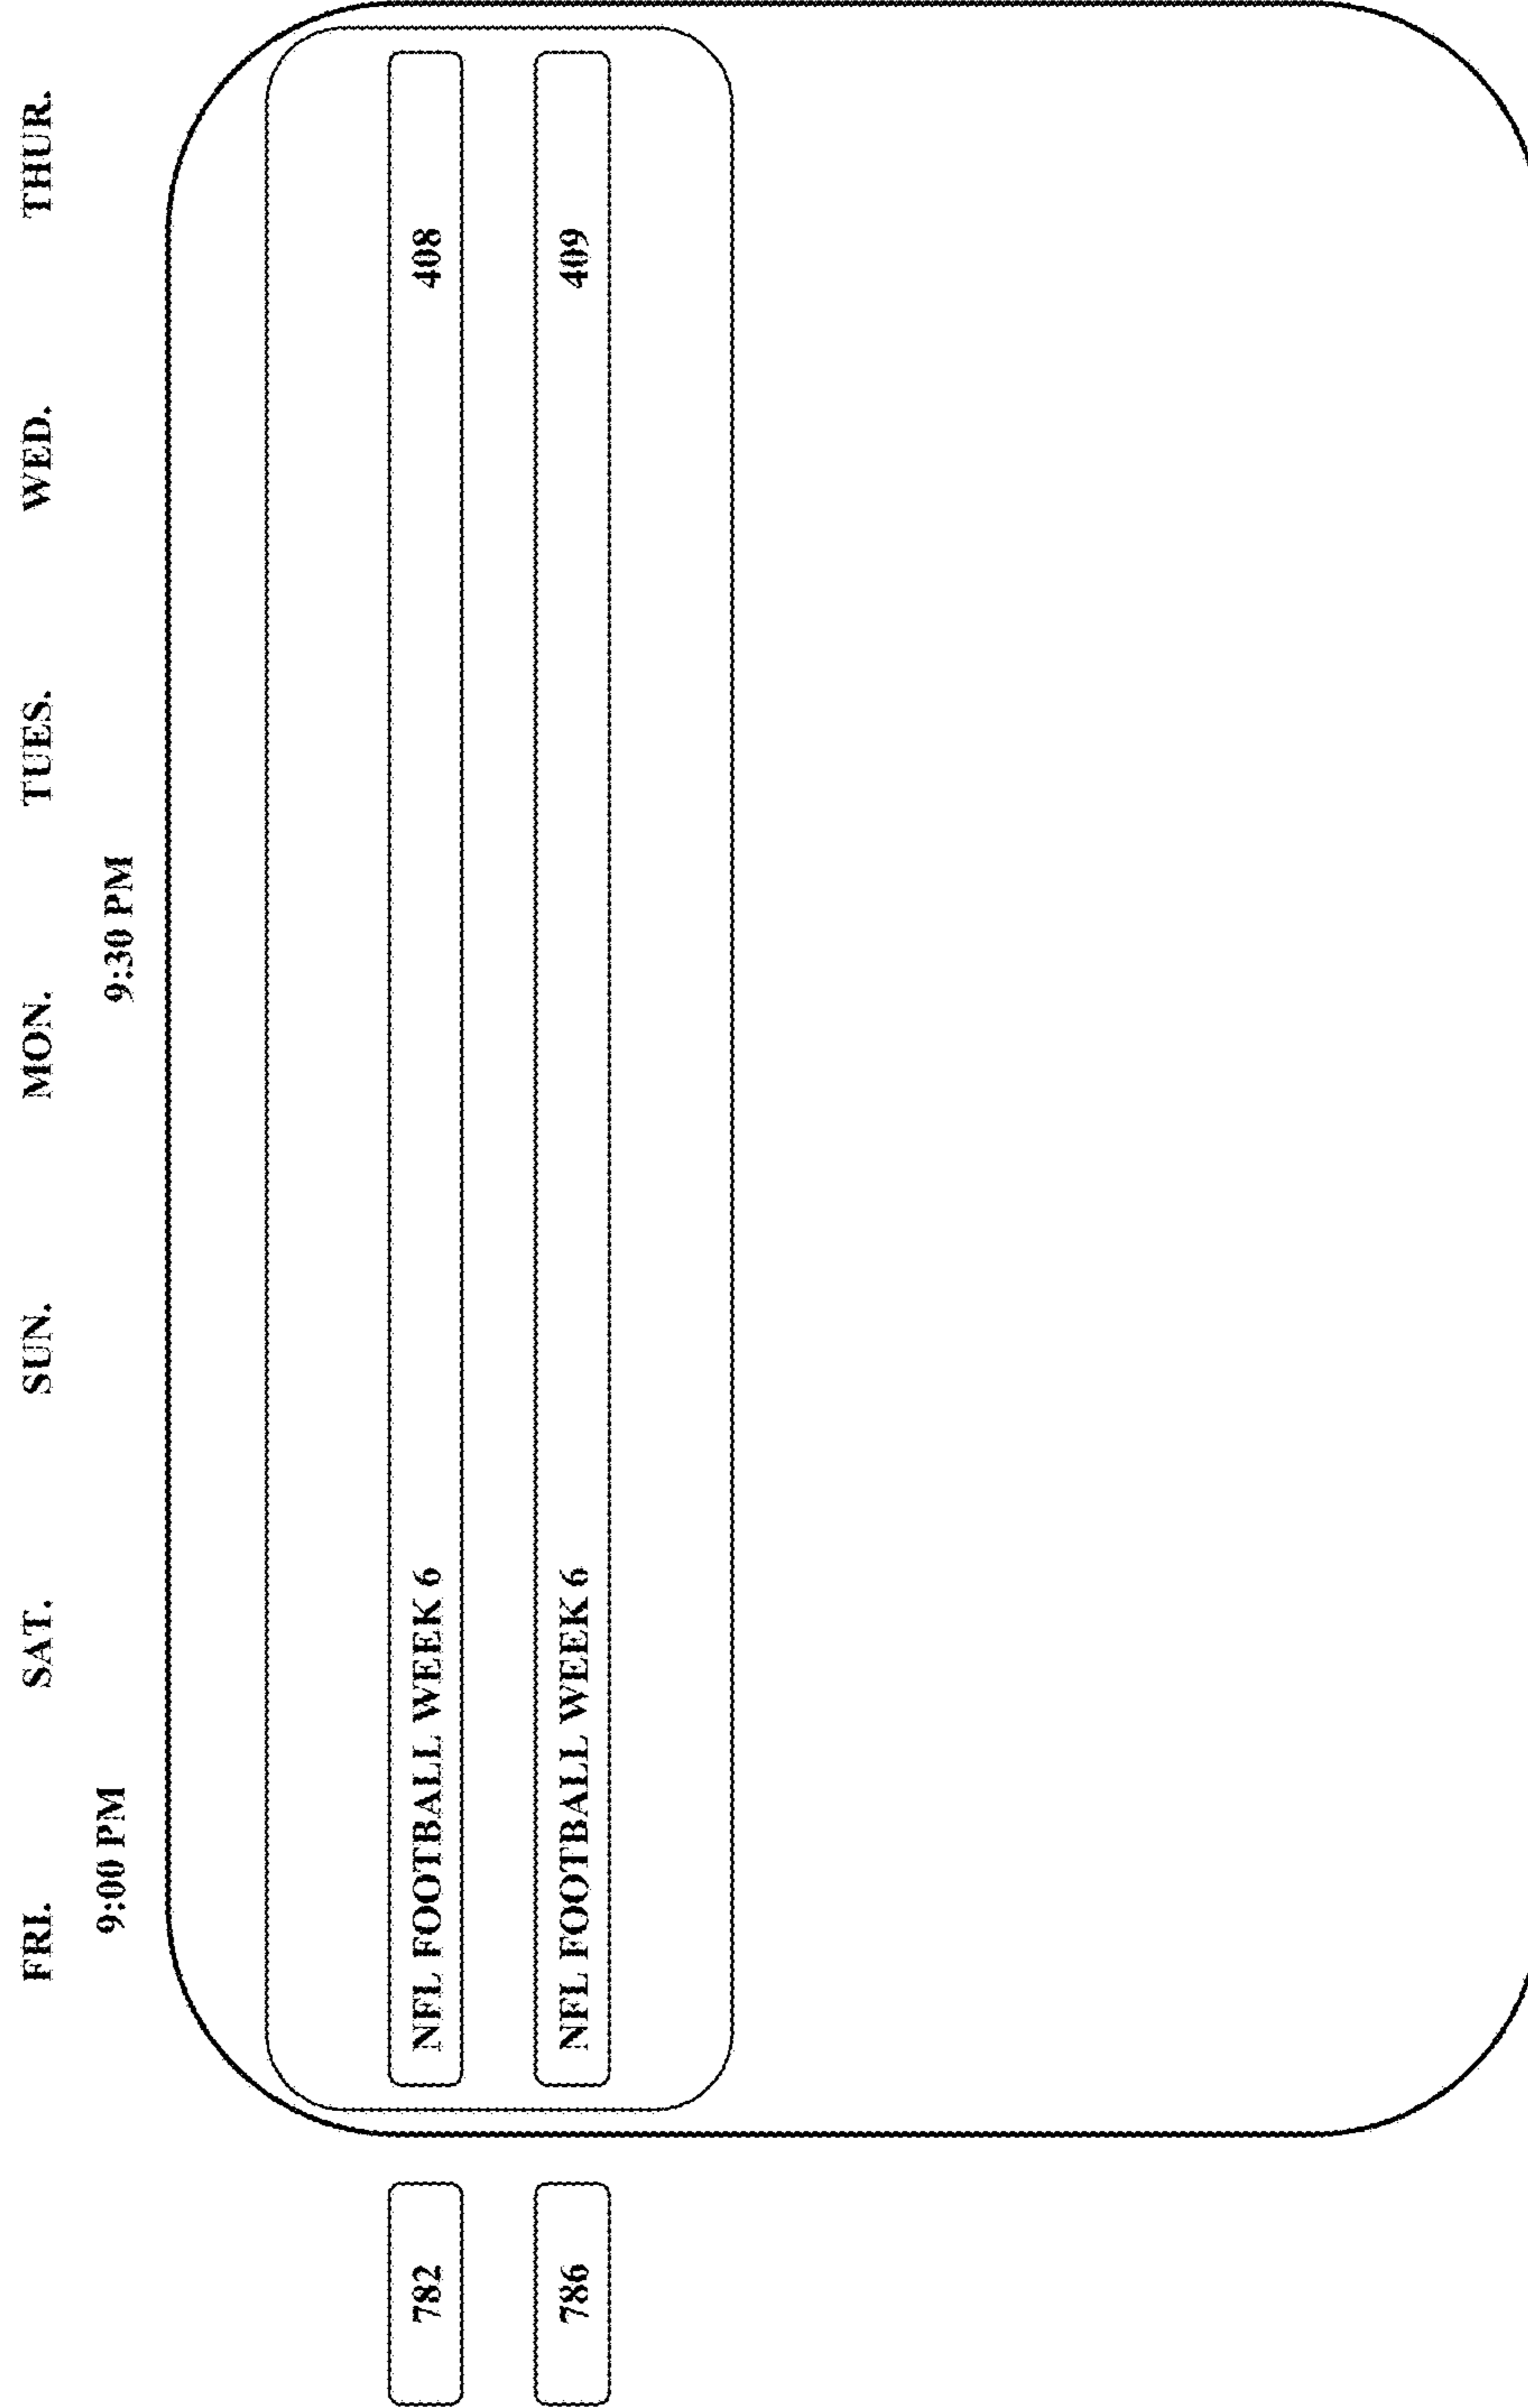 FRI. SAT. SUN. MON. TUES. WED. THUR.
9:00 PM 9:30 PM
782 NFL FOOTBALL WEEK 6 408
786 NFL FOOTBALL WEEK 6 409